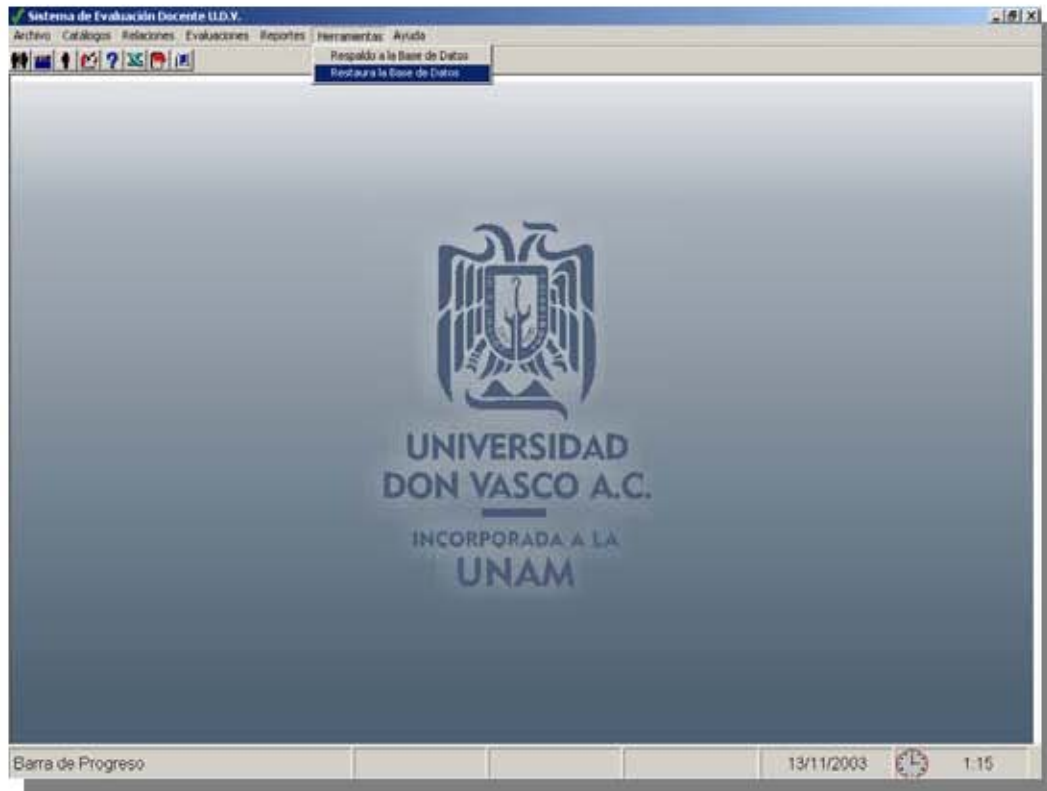 Sistema de Evaluación Docente U.D.V.
Archivo Catálogos Relaciones Evaluaciones Reportes Herramientas Ayuda
Respaldo a la Base de Datos
Restaura la Base de Datos
UNIVERSIDAD
DON VASCO A.C.
INCORPORADA A LA
UNAM
Barra de Progreso 13/11/2003 1:15